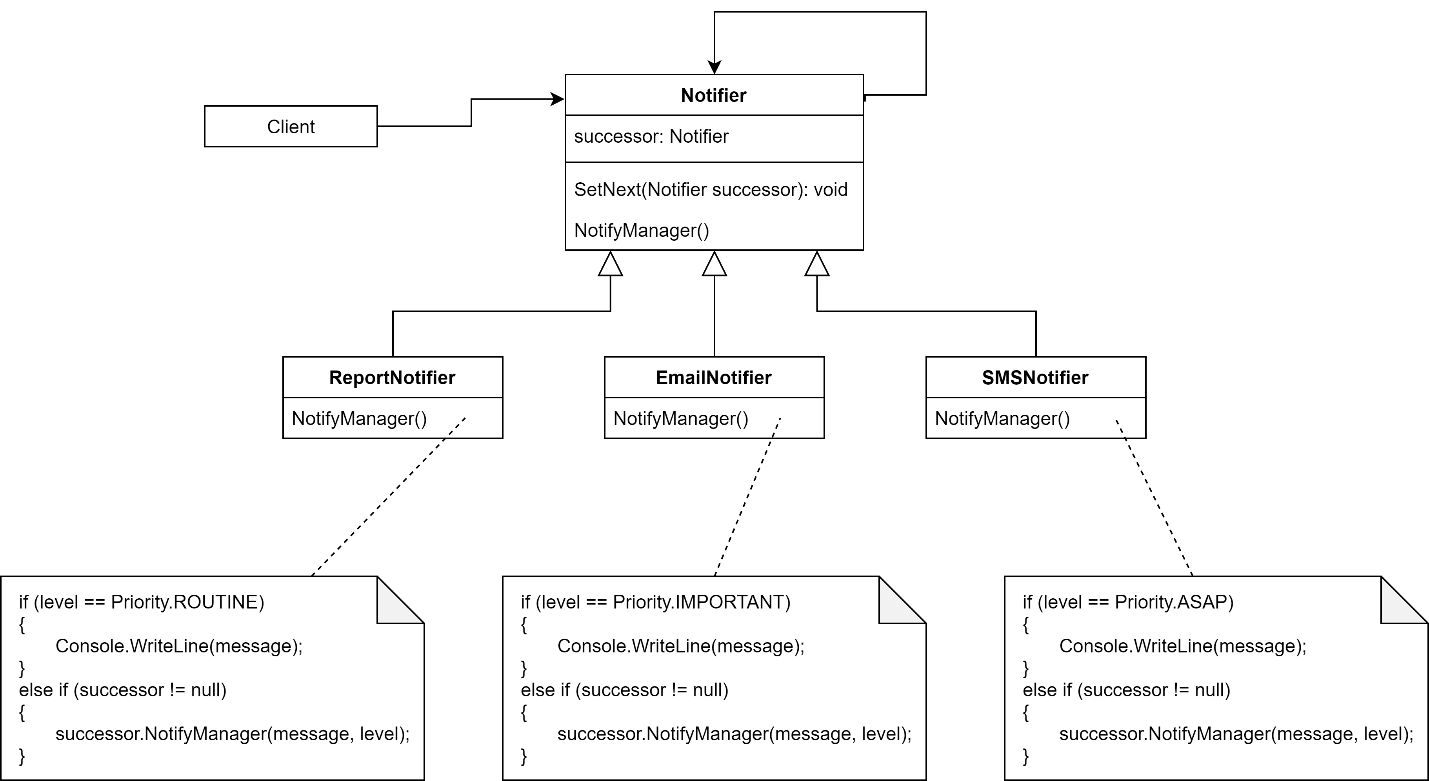 Notifier
Client
successor: Notifier
SetNext(Notifier successor): void
NotifyManager()
ReportNotifier
NotifyManager()
EmailNotifier
NotifyManager()
SMSNotifier
NotifyManager()
if (level == Priority.ROUTINE)
{
Console.WriteLine(message);
}
else if (successor != null)
{
successor.NotifyManager(message, level);
}
if (level == Priority.IMPORTANT)
{
Console.WriteLine(message);
}
else if (successor != null)
{
successor.NotifyManager(message, level);
}
if (level == Priority.ASAP)
{
Console.WriteLine(message);
}
else if (successor != null)
{
successor.NotifyManager(message, level);
}